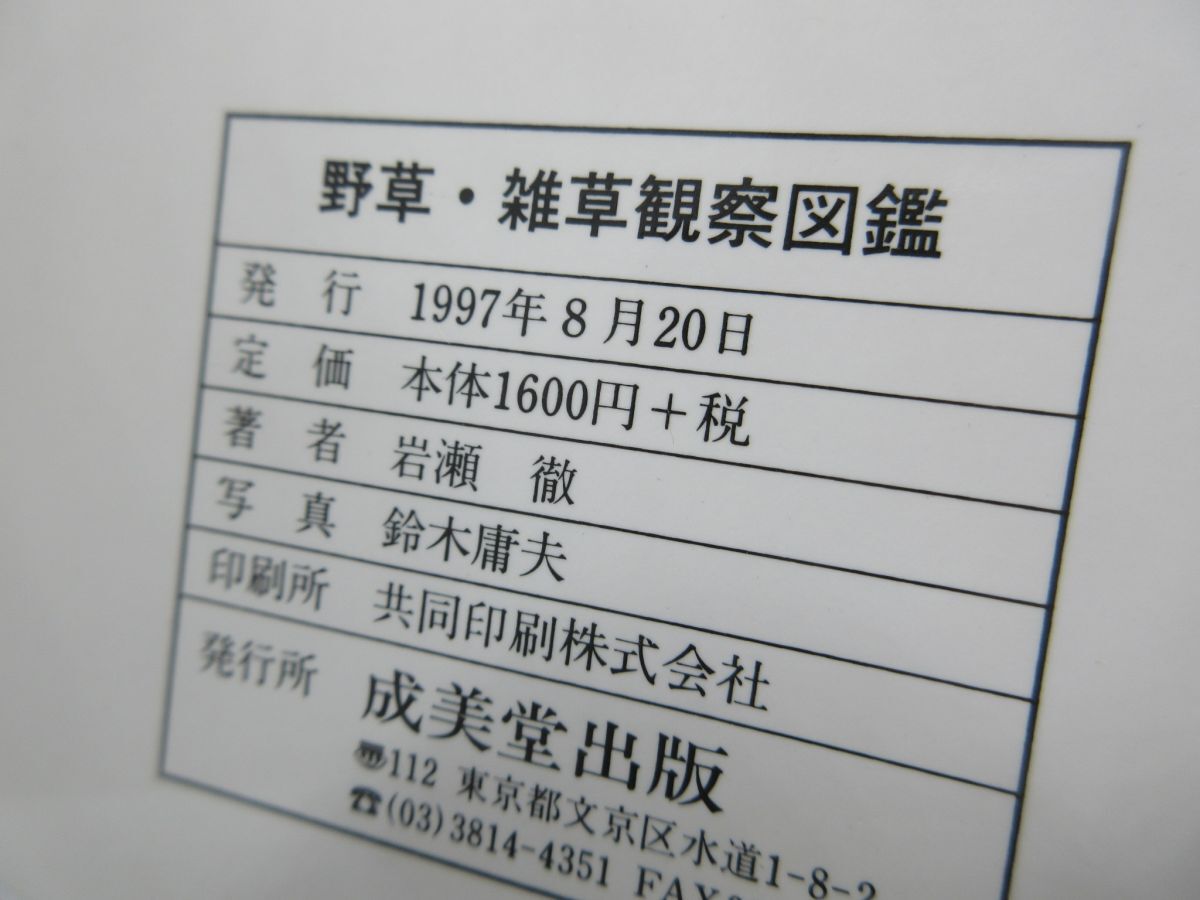 野草・雑草観察図鑑
発行 1997年8月20日
定価 本体1600円+税
著者 岩瀬 徹
写真 鈴木庸夫
印刷所 共同印刷株式会社
発行所 成美堂出版
〠112 東京都文京区水道1-8-2
☎(03)3814-4351 FAX